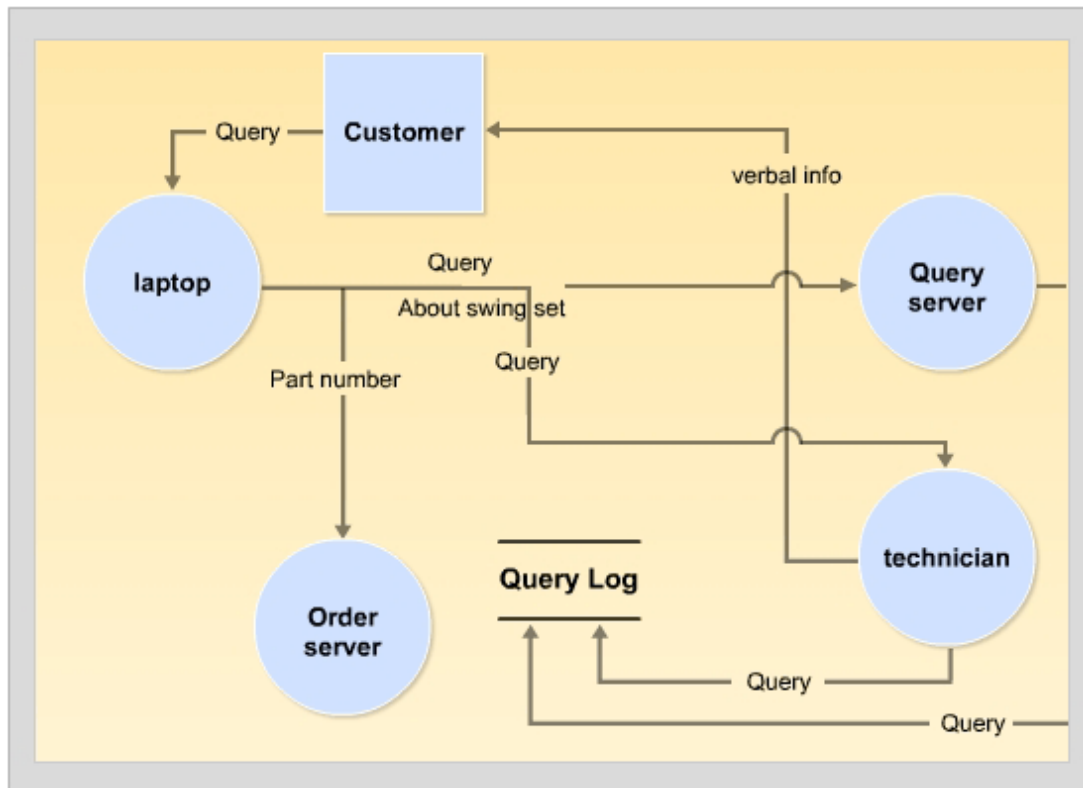 Query
Customer
verbal info
laptop
Query
About swing set
Query
server
Query
Part number
technician
Query Log
Order
server
Query
Query